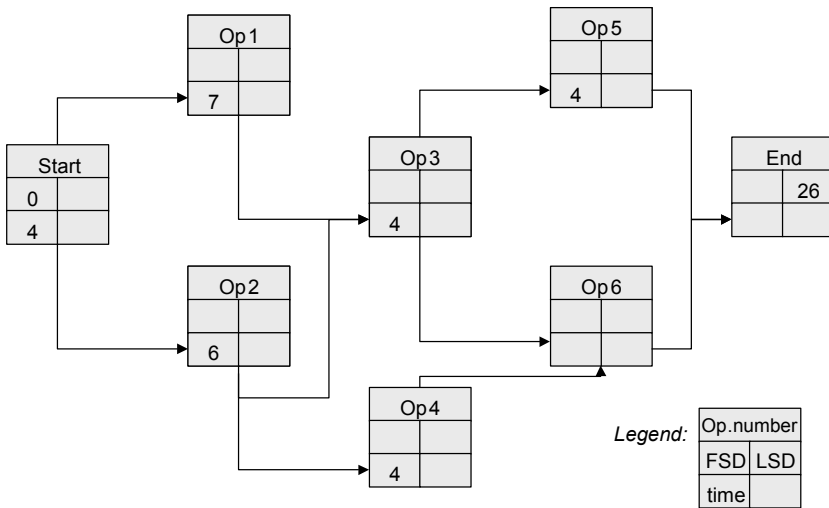 Start
0
4
Op1
7
Op2
6
Op3
4
Op4
4
Op5
4
Op6
End
26
Legend:
Op.number
FSD LSD
time